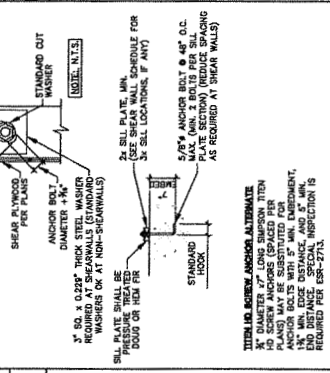 STANDARD CUT
WASHER
NOTE: N.T.S.
SHEAR PLYWOOD
PER PLANS
ANCHOR BOLT
DIAMETER +⅛"
3" SQ. x 0.229" THICK STEEL WASHER
REQUIRED AT SHEARWALLS (STANDARD
WASHERS OK AT NON-SHEARWALLS)
2x SILL PLATE, MIN.
(SEE SHEAR WALL SCHEDULE FOR
3x SILL LOCATIONS, IF ANY)
SILL PLATE SHALL BE
PRESSURE TREATED
DOUG OR HEM FIR
5/8"ø ANCHOR BOLT @ 48" O.C.
MAX. (MIN. 2 BOLTS PER SILL
PLATE SECTION) (REDUCE SPACING
AS REQUIRED AT SHEAR WALLS)
7"
EMBED
STANDARD
HOOK
TITEN HD SCREW ANCHOR ALTERNATE
DIAMETER x7" LONG SIMPSON TITEN
HD SCREW ANCHORS (SPACED PER
PLANS) MAY BE SUBSTITUTED FOR
ANCHOR BOLTS WITH 5" MIN. EMBEDMENT,
1¾" MIN. EDGE DISTANCE, AND 5" MIN.
END DISTANCE. SPECIAL INSPECTION IS
REQUIRED PER ESR-2713.